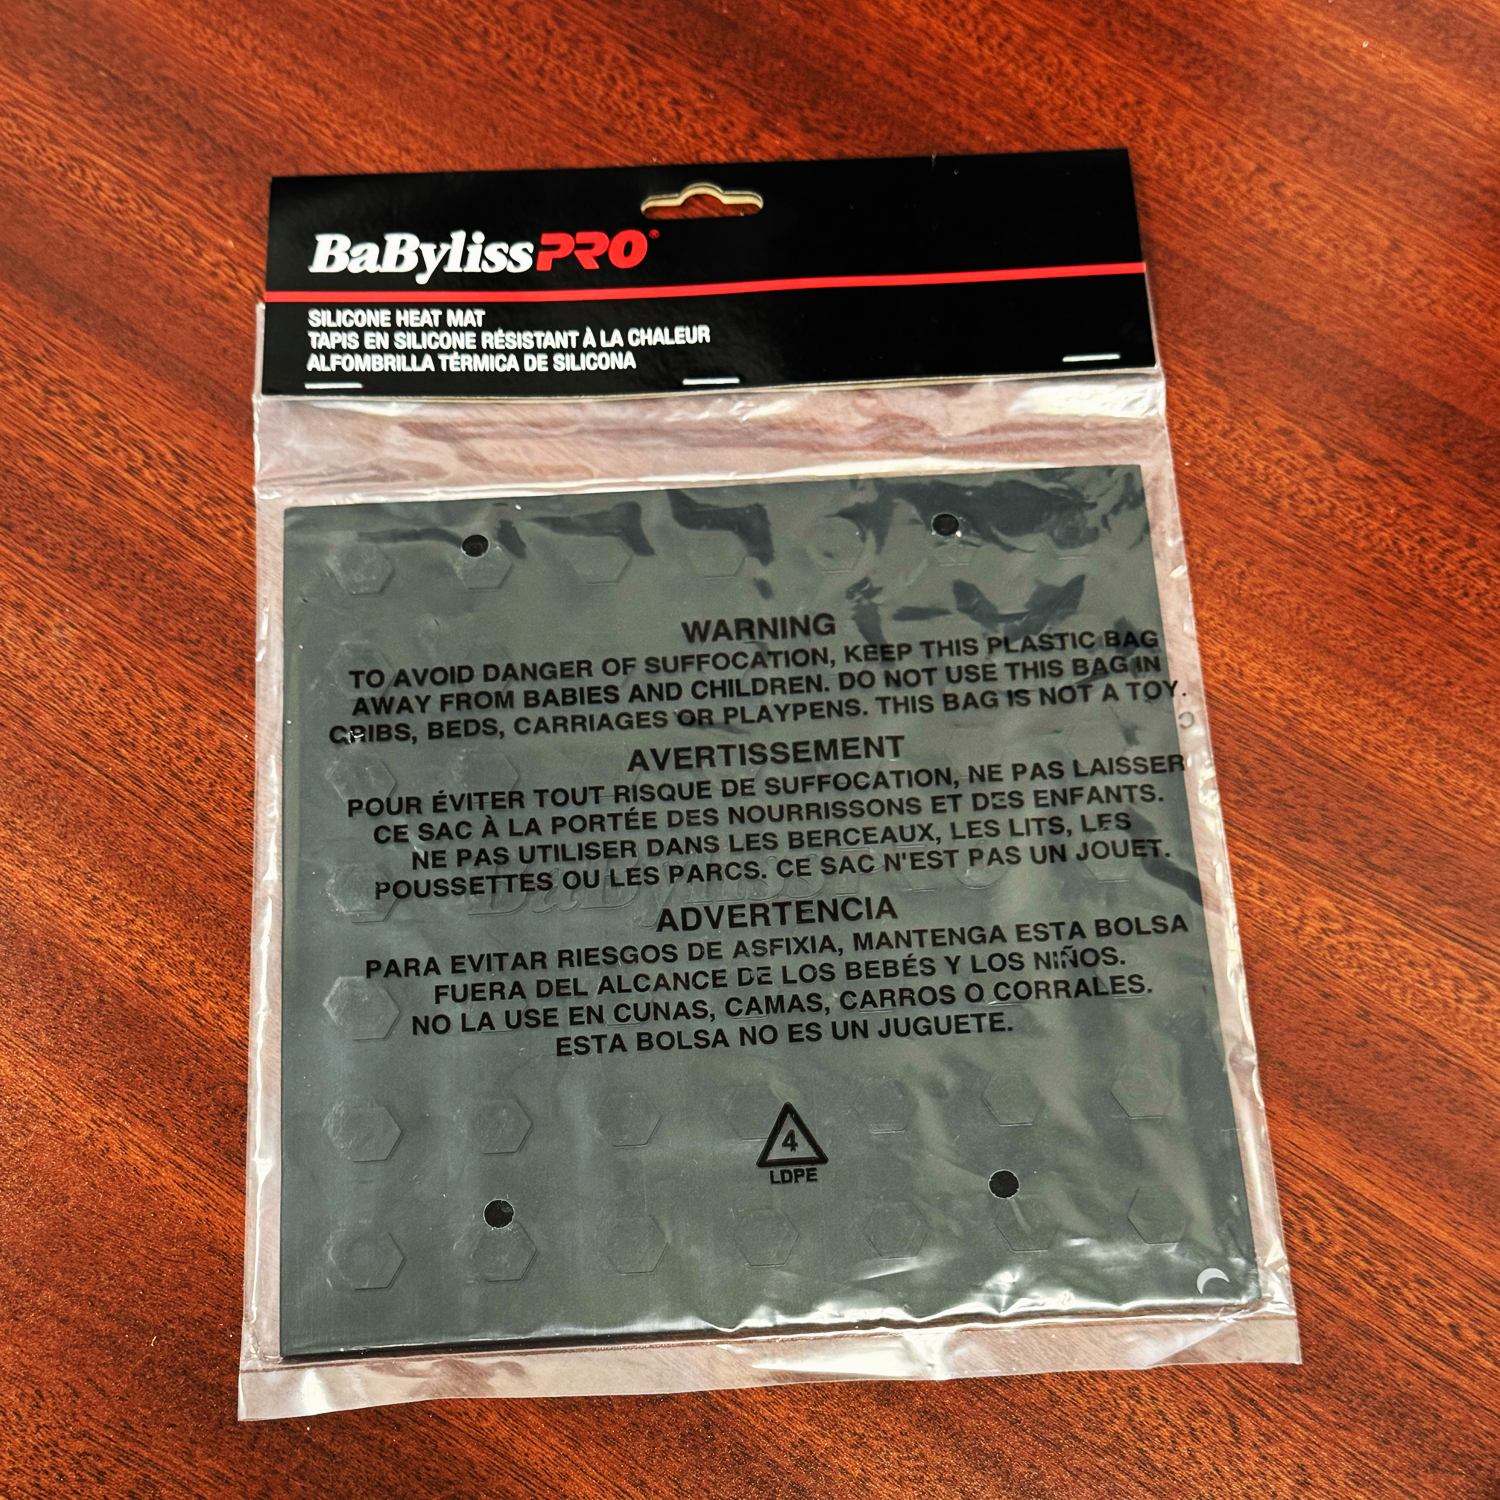 BaBylissPRO®
SILICONE HEAT MAT
TAPIS EN SILICONE RÉSISTANT À LA CHALEUR
ALFOMBRILLA TÉRMICA DE SILICONA
WARNING
TO AVOID DANGER OF SUFFOCATION, KEEP THIS PLASTIC BAG
AWAY FROM BABIES AND CHILDREN. DO NOT USE THIS BAG IN
CRIBS, BEDS, CARRIAGES OR PLAYPENS. THIS BAG IS NOT A TOY.
AVERTISSEMENT
POUR ÉVITER TOUT RISQUE DE SUFFOCATION, NE PAS LAISSER
CE SAC À LA PORTÉE DES NOURRISSONS ET DES ENFANTS.
NE PAS UTILISER DANS LES BERCEAUX, LES LITS, LES
POUSSETTES OU LES PARCS. CE SAC N'EST PAS UN JOUET.
BaBylissPRO
ADVERTENCIA
PARA EVITAR RIESGOS DE ASFIXIA, MANTENGA ESTA BOLSA
FUERA DEL ALCANCE DE LOS BEBÉS Y LOS NIÑOS.
NO LA USE EN CUNAS, CAMAS, CARROS O CORRALES.
ESTA BOLSA NO ES UN JUGUETE.
4
LDPE